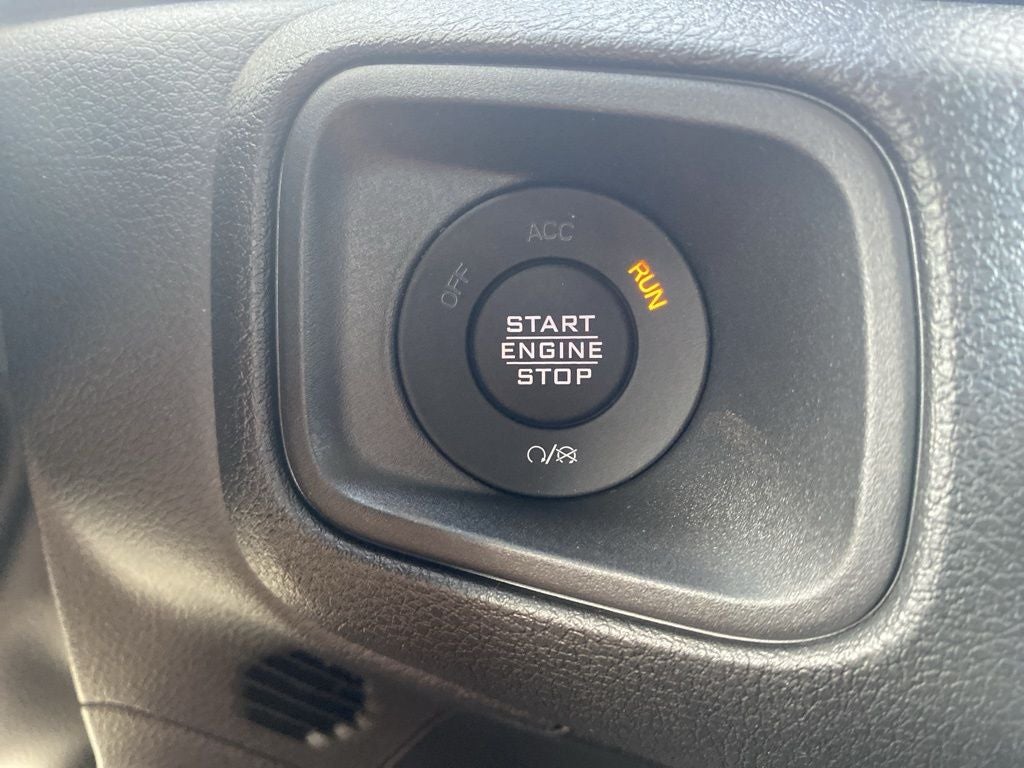 ACC
OFF
RUN
START
ENGINE
STOP